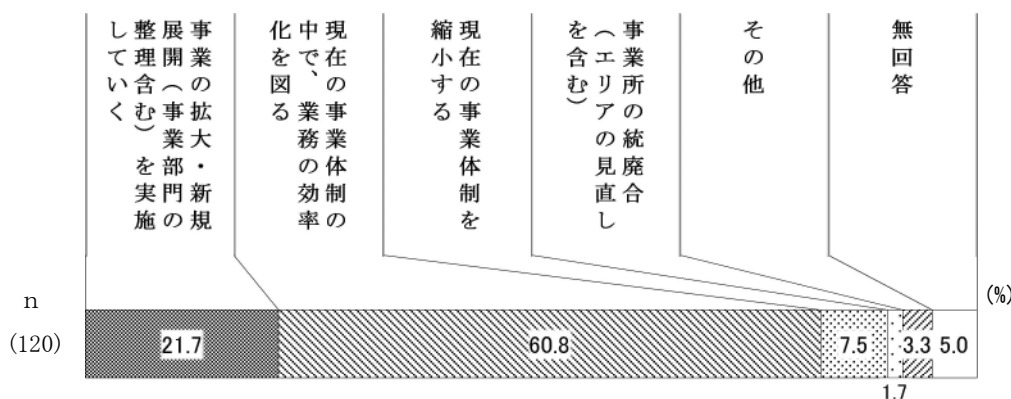 事業の拡大・新規
展開（事業部門の
整理含む）を実施
していく
現在の事業体制の
中で、業務の効率
化を図る
現在の事業体制を
縮小する
事業所の統廃合
（エリアの見直し
を含む）
その他
無回答
(%)
n
(120)
21.7
60.8
7.5
1.7
3.3
5.0